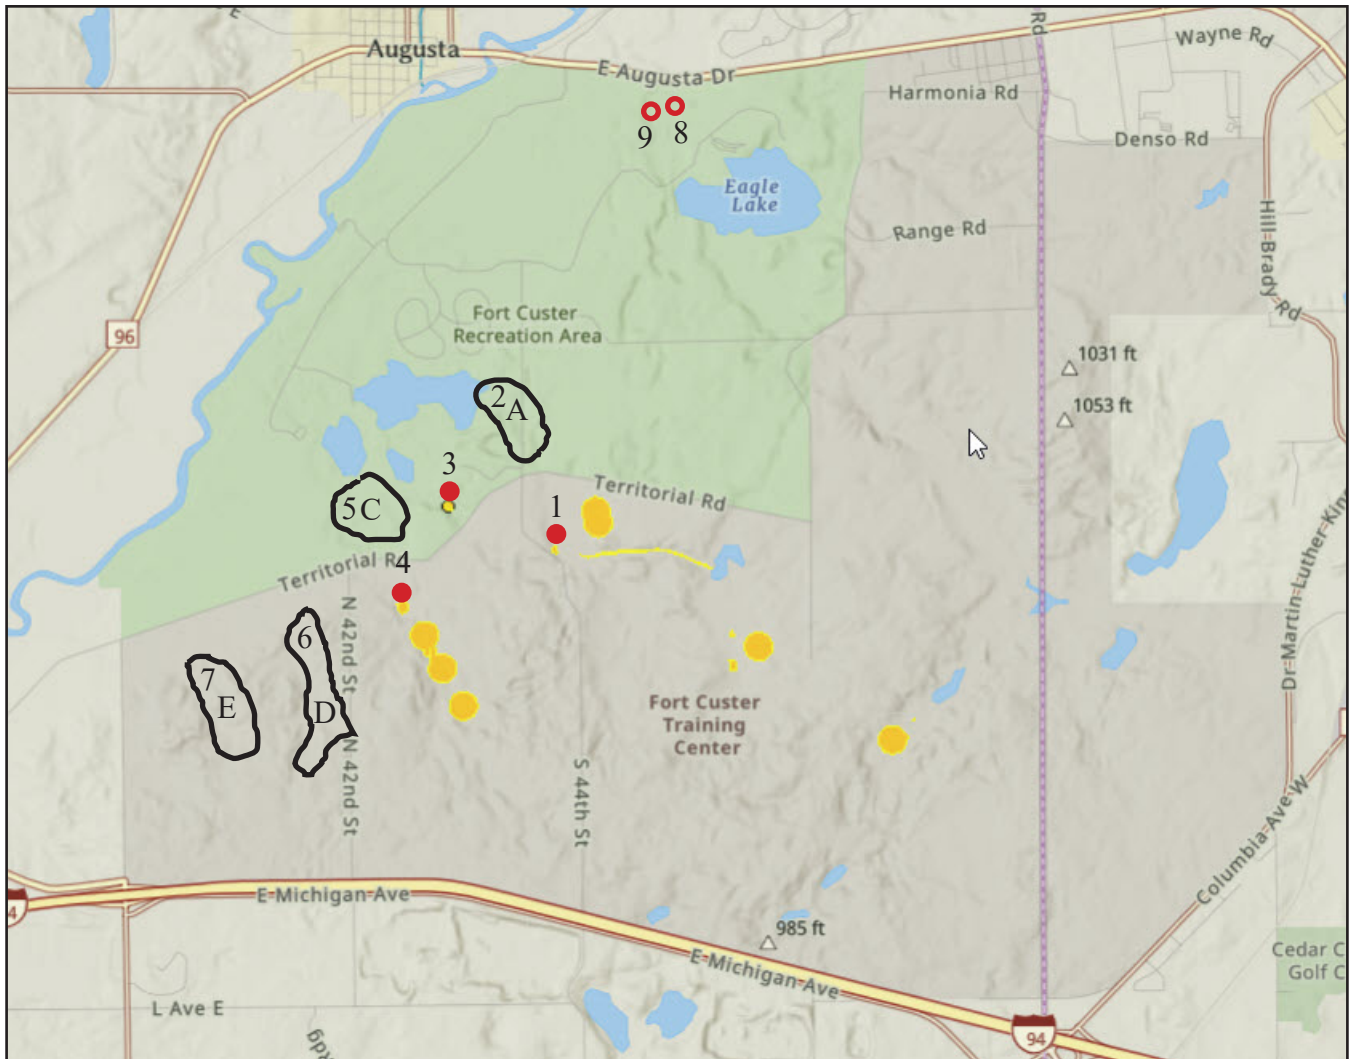 E
Augusta
E Augusta Dr
Rd
Wayne Rd
Harmonia Rd
9
8
Denso Rd
Eagle
Lake
Range Rd
Hill-Brady Rd
96
Fort Custer
Recreation Area
1031 ft
1053 ft
2
A
3
5
C
1
Territorial Rd
Territorial R
4
N 42nd St
6
7
E
D
N 42nd St
Fort Custer
Training
Center
S 44th St
Dr Martin Luther King
Columbia Ave W
4
E Michigan Ave
985 ft
E Michigan Ave
Cedar C
Golf C
L Ave E
94